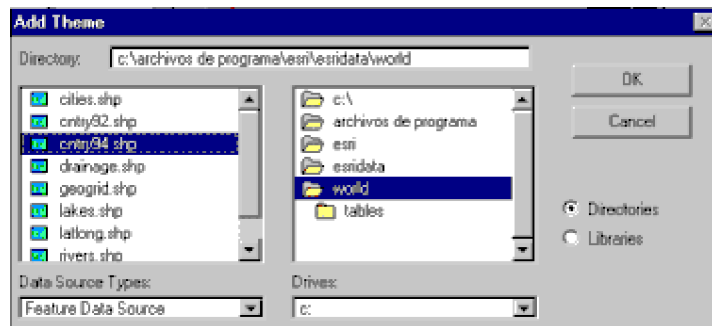 Add Theme
Directory: c:\archivos de programa\esri\esridata\world
OK
Cancel
cities.shp
cntry92.shp
cntry94.shp
drainage.shp
geogrid.shp
lakes.shp
latlong.shp
rivers.shp
c:\
archivos de programa
esri
esridata
world
tables
Directories
Libraries
Data Source Types:
Feature Data Source
Drives:
c: